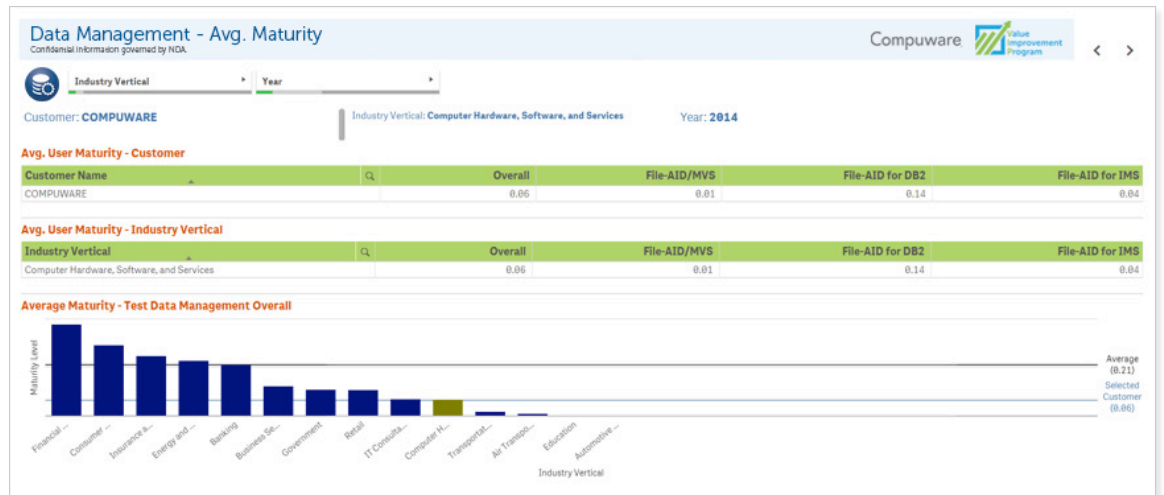 Data Management - Avg. Maturity
Confidential information governed by NDA.
Compuware
Value
Improvement
Program
Industry Vertical
Year
Customer: COMPUWARE
Industry Vertical: Computer Hardware, Software, and Services
Year: 2014
Avg. User Maturity - Customer
Customer Name Overall File-AID/MVS File-AID for DB2 File-AID for IMS
COMPUWARE 0.06 0.01 0.14 0.04
Avg. User Maturity - Industry Vertical
Industry Vertical Overall File-AID/MVS File-AID for DB2 File-AID for IMS
Computer Hardware, Software, and Services 0.06 0.01 0.14 0.04
Average Maturity - Test Data Management Overall
Maturity Level
Average
(0.21)
Selected
Customer
(0.06)
Financial ...
Consumer ...
Insurance a...
Energy and ...
Banking
Business Se...
Government
Retail
IT Consulta...
Computer H...
Transportat...
Air Transpo...
Education
Automotive ...
Industry Vertical